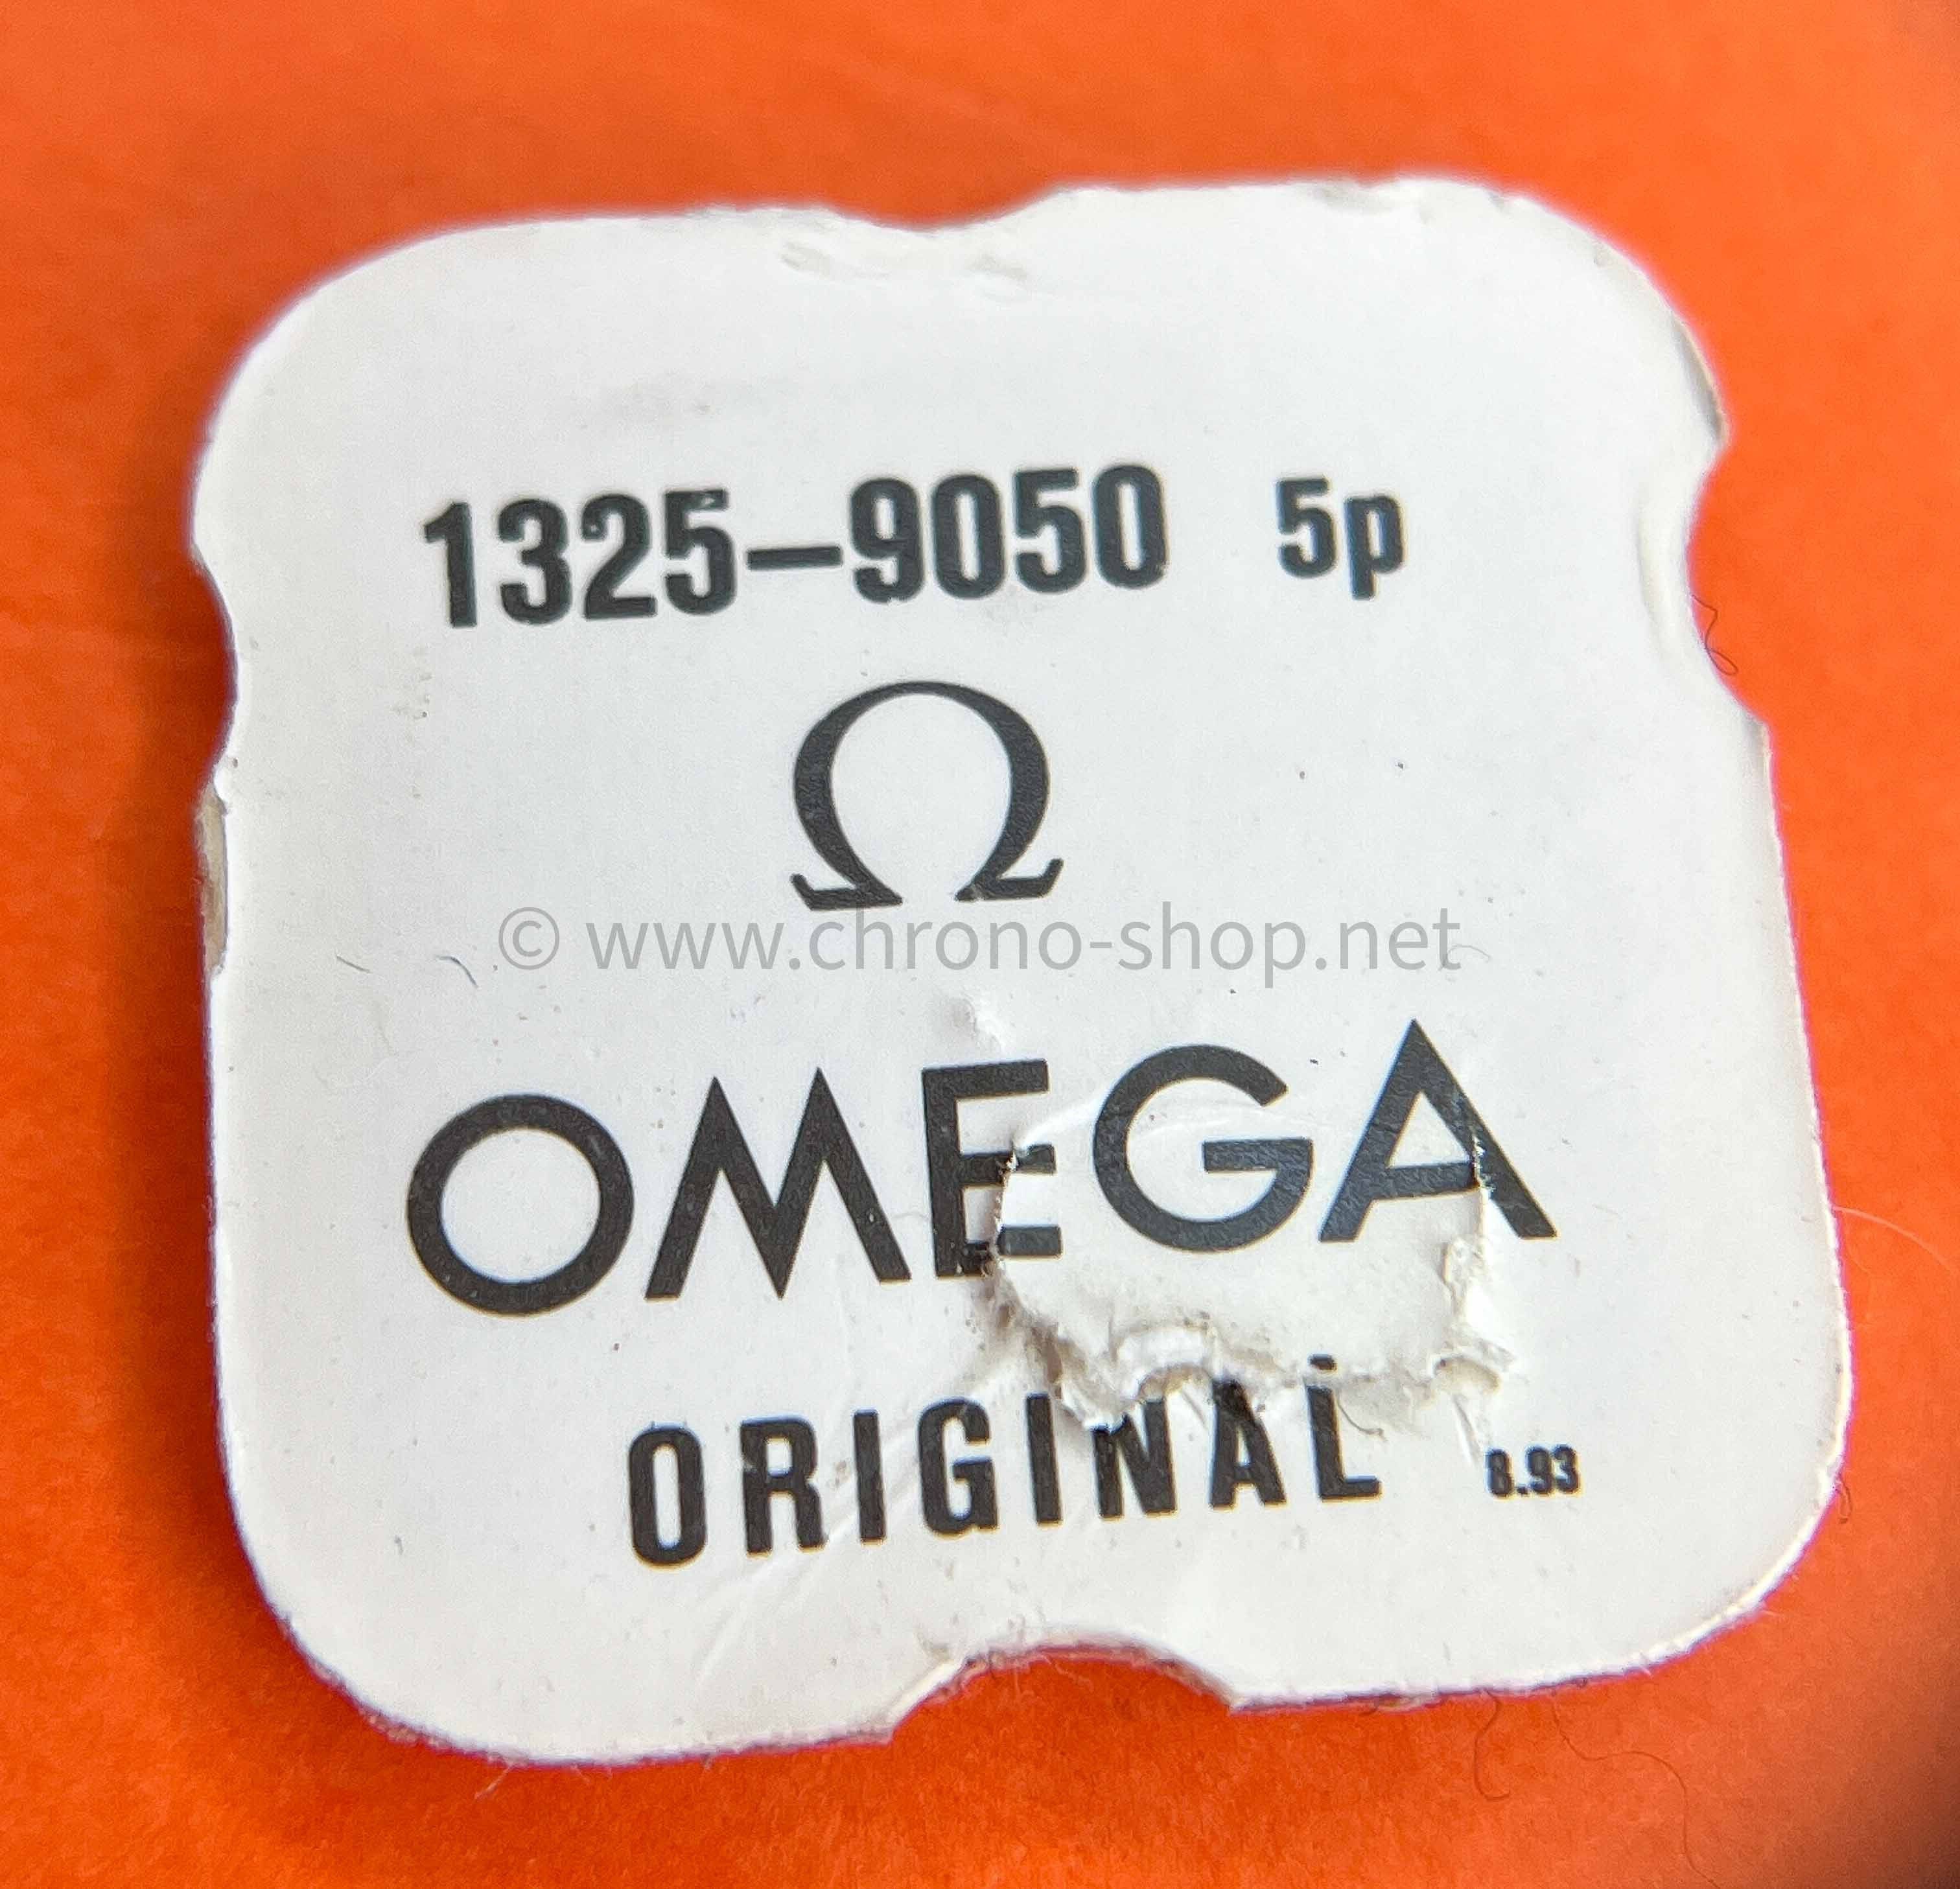 1325-9050 5p
Ω
© www.chrono-shop.net
OMEGA
ORIGINAL 8.93